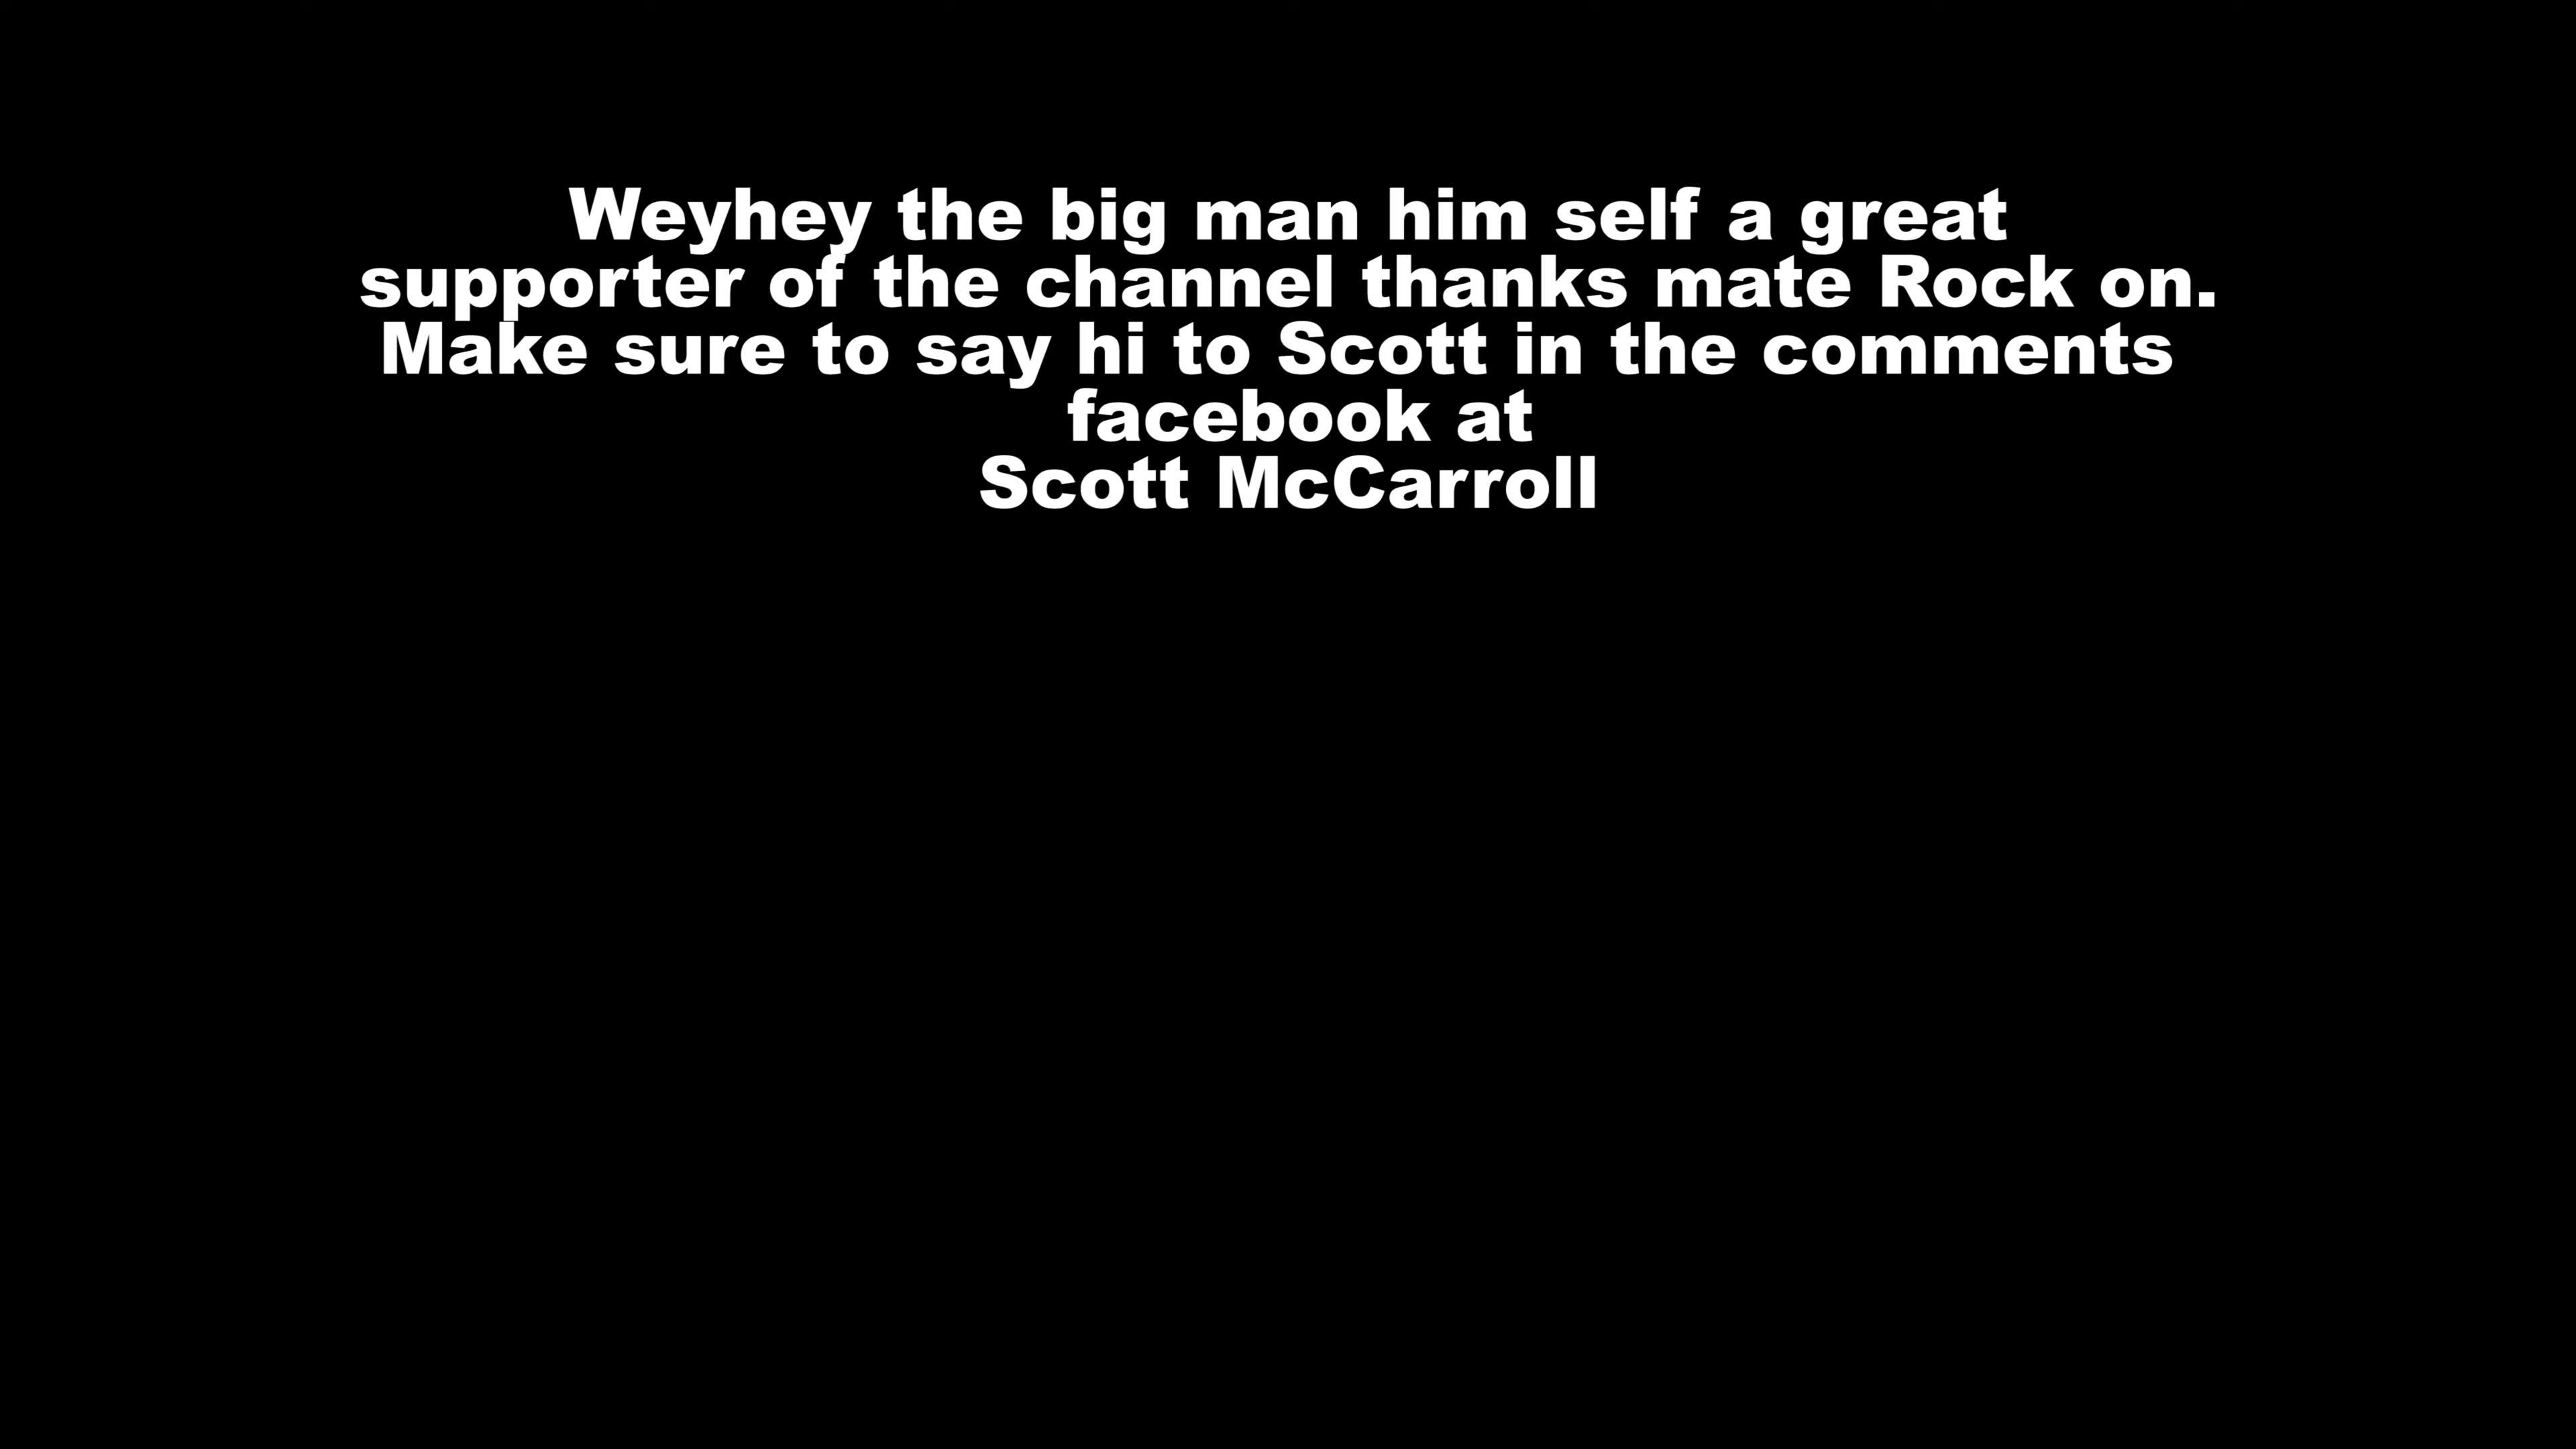 Weyhey the big man him self a great
supporter of the channel thanks mate Rock on.
Make sure to say hi to Scott in the comments
facebook at
Scott McCarroll